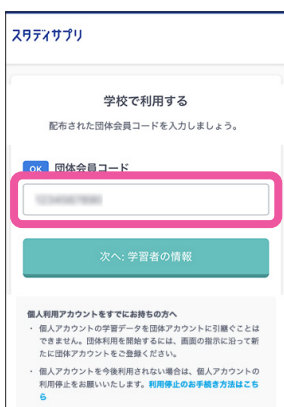 スタディサプリ
学校で利用する
配布された団体会員コードを入力しましょう。
OK 団体会員コード
次へ: 学習者の情報
個人利用アカウントをすでにお持ちの方へ
・ 個人アカウントの学習データを団体アカウントに引継ぐことは
できません。団体利用を開始するには、画面の指示に沿って新
たに団体アカウントをご登録ください。
・ 個人アカウントを今後利用されない場合は、個人アカウントの
利用停止をお願いいたします。利用停止のお手続き方法はこち
ら